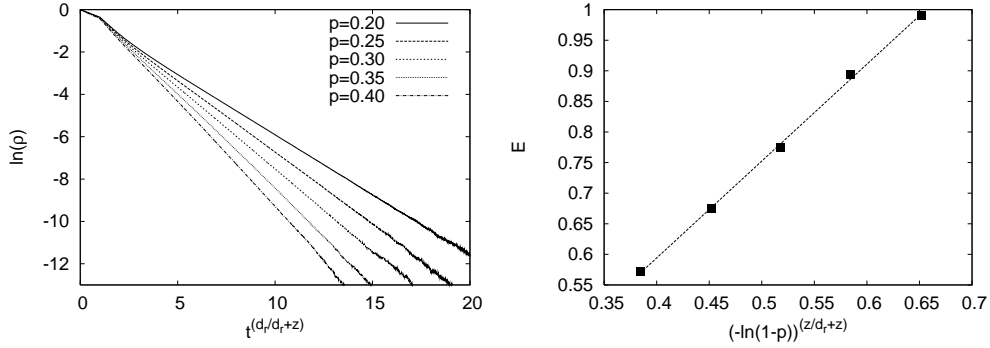 p=0.20
p=0.25
p=0.30
p=0.35
p=0.40
0
-2
-4
-6
-8
-10
-12
ln(ρ)
0 5 10 15 20
t^(d_r/d_r+z)
1
0.95
0.9
0.85
0.8
0.75
0.7
0.65
0.6
0.55
E
0.35 0.4 0.45 0.5 0.55 0.6 0.65 0.7
(-ln(1-p))^(z/d_r+z)